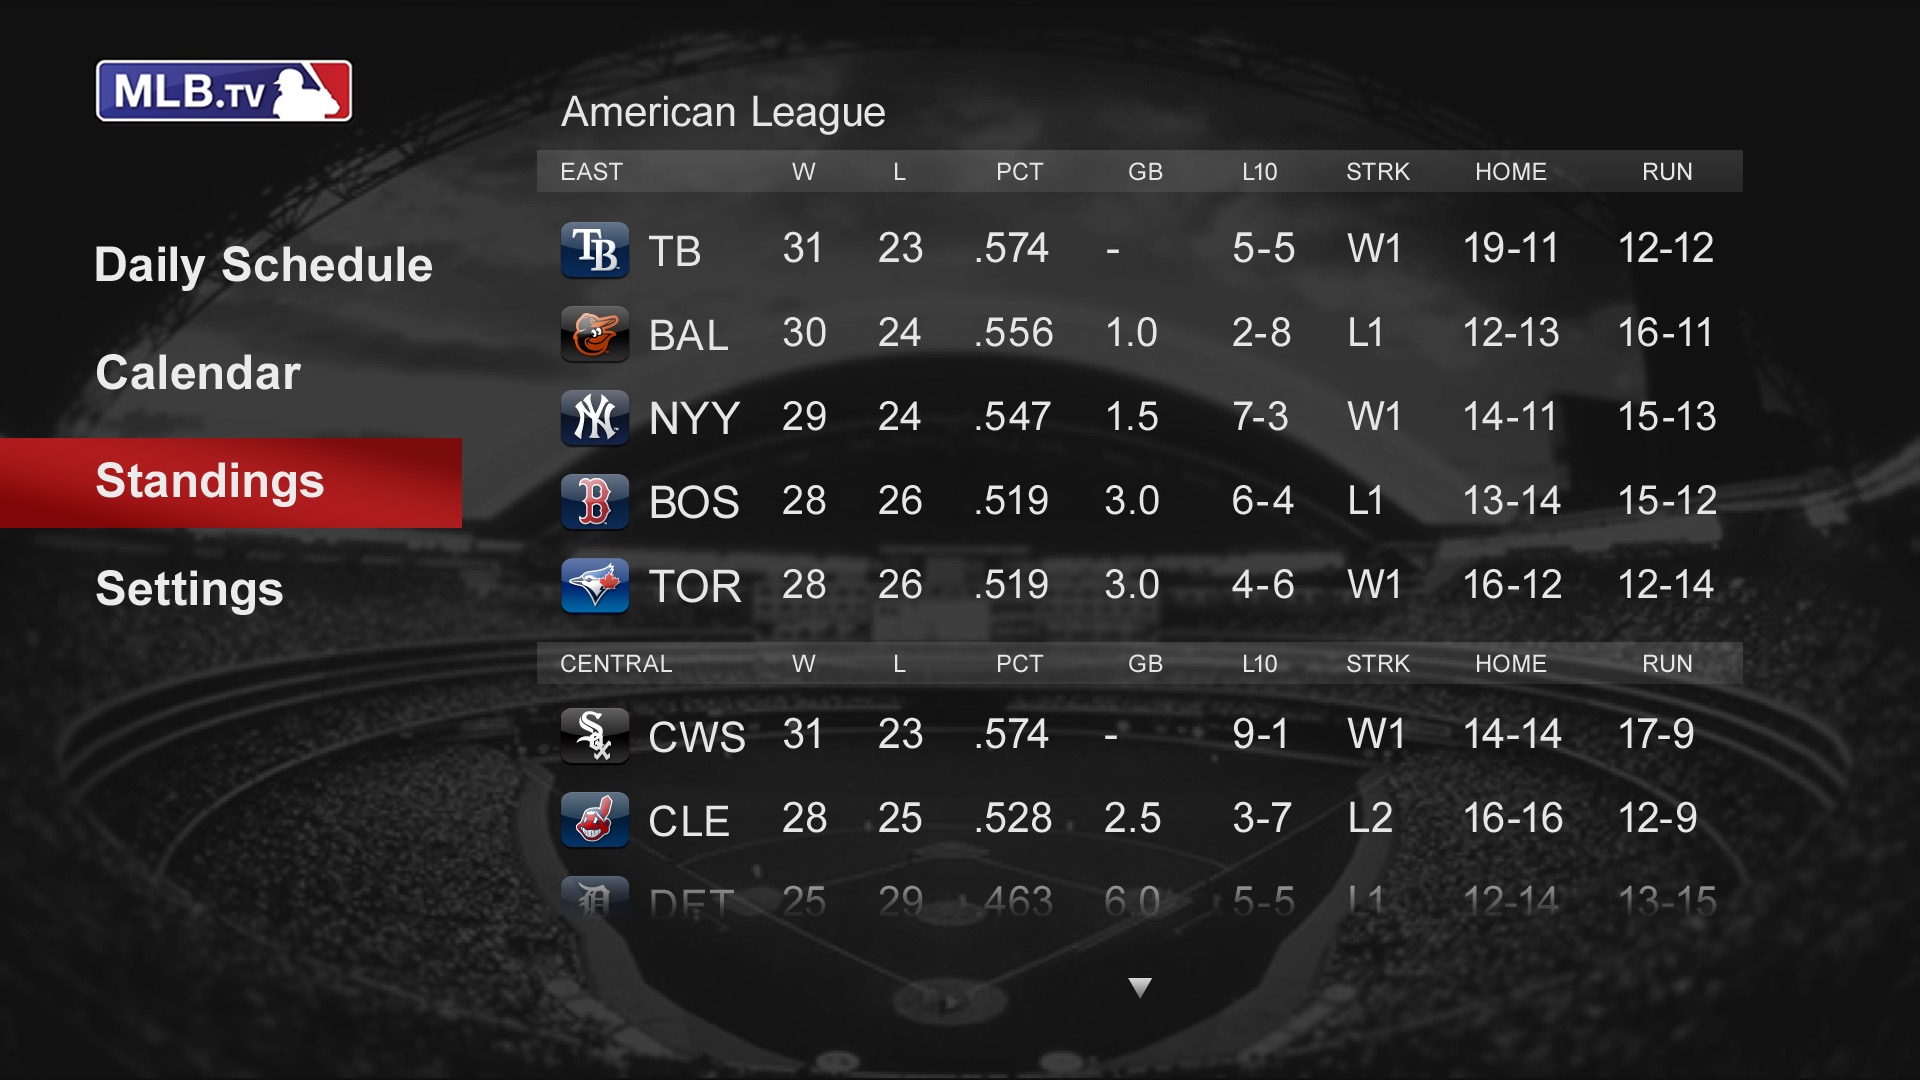 MLB.TV
American League
EAST W L PCT GB L10 STRK HOME RUN
TB 31 23 .574 - 5-5 W1 19-11 12-12
Daily Schedule
BAL 30 24 .556 1.0 2-8 L1 12-13 16-11
Calendar
NYY 29 24 .547 1.5 7-3 W1 14-11 15-13
Standings
BOS 28 26 .519 3.0 6-4 L1 13-14 15-12
Settings
TOR 28 26 .519 3.0 4-6 W1 16-12 12-14
CENTRAL W L PCT GB L10 STRK HOME RUN
CWS 31 23 .574 - 9-1 W1 14-14 17-9
CLE 28 25 .528 2.5 3-7 L2 16-16 12-9
DET 25 29 .463 6.0 5-5 L1 12-14 13-15